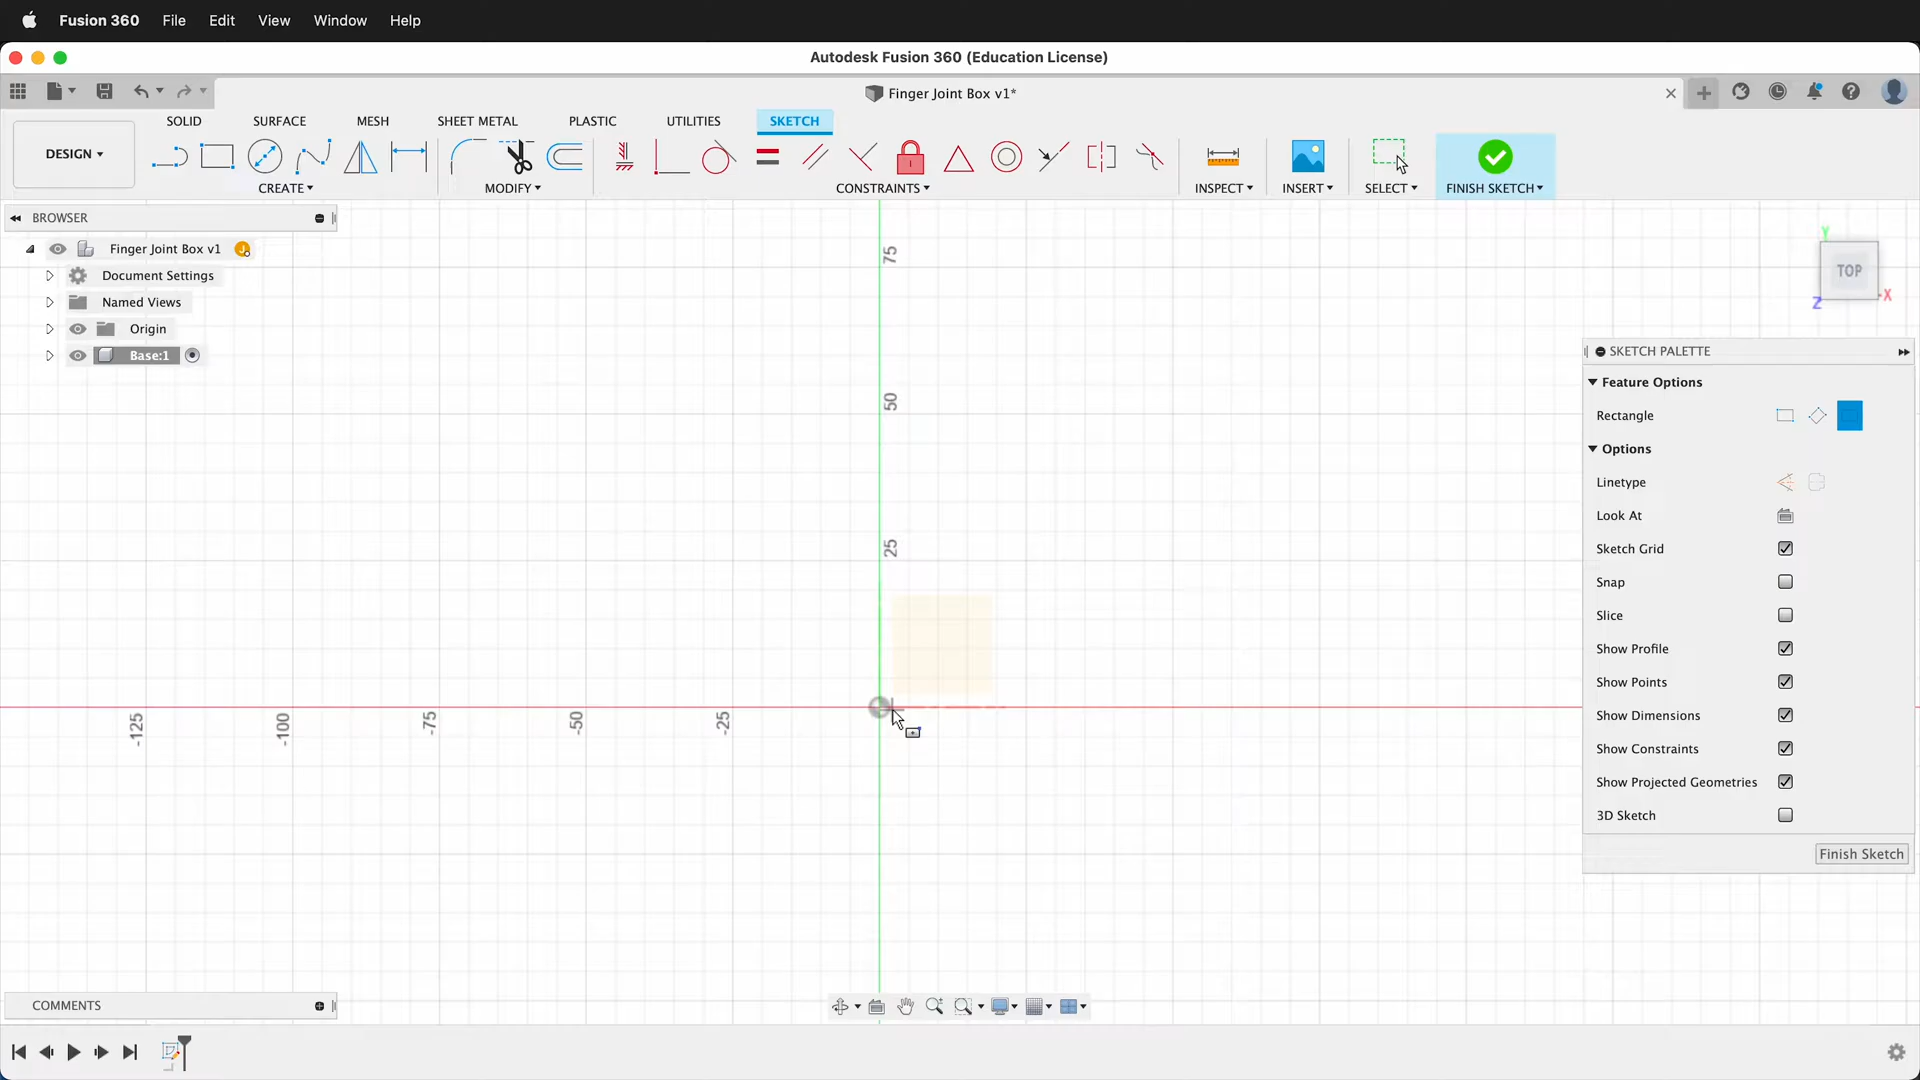 Fusion 360 File Edit View Window Help
Autodesk Fusion 360 (Education License)
Finger Joint Box v1*
SOLID SURFACE MESH SHEET METAL PLASTIC UTILITIES SKETCH
DESIGN
CREATE MODIFY CONSTRAINTS INSPECT INSERT SELECT FINISH SKETCH
BROWSER
Finger Joint Box v1
Document Settings
Named Views
Origin
Base:1
75
50
25
-125
-100
-75
-50
-25
Y
TOP
X
Z
SKETCH PALETTE
Feature Options
Rectangle
Options
Linetype
Look At
Sketch Grid
Snap
Slice
Show Profile
Show Points
Show Dimensions
Show Constraints
Show Projected Geometries
3D Sketch
Finish Sketch
COMMENTS